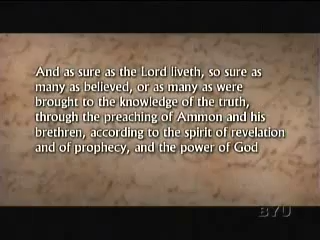 And as sure as the Lord liveth, so sure as
many as believed, or as many as were
brought to the knowledge of the truth,
through the preaching of Ammon and his
brethren, according to the spirit of revelation
and of prophecy, and the power of God
BYU